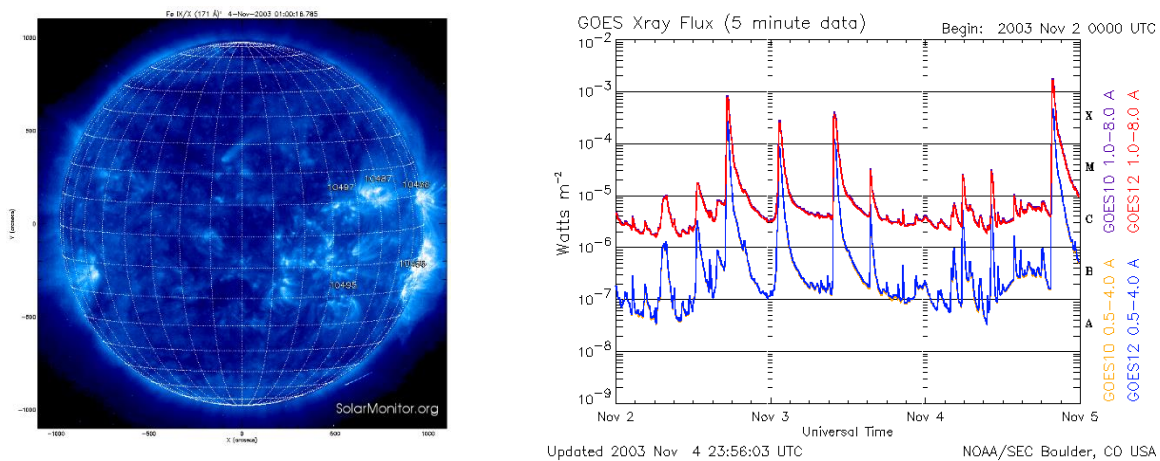 Fe IX/X (171 Å) 4-Nov-2003 01:00:16.785
1000
500
0
-500
-1000
Y (arcsecs)
10497
10487
10486
10495
SolarMonitor.org
-1000
-500
0
500
1000
X (arcsecs)
GOES Xray Flux (5 minute data)
Begin: 2003 Nov 2 0000 UTC
10-2
10-3
10-4
10-5
10-6
10-7
10-8
10-9
Watts m-2
X
M
C
B
A
GOES10 1.0-8.0 A
GOES12 1.0-8.0 A
GOES10 0.5-4.0 A
GOES12 0.5-4.0 A
Nov 2
Nov 3
Nov 4
Nov 5
Universal Time
Updated 2003 Nov 4 23:56:03 UTC
NOAA/SEC Boulder, CO USA